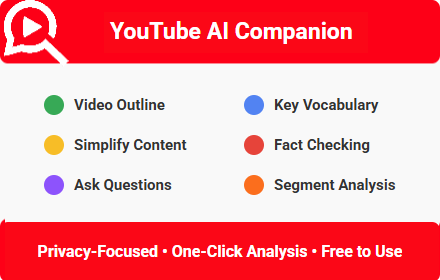 YouTube AI Companion
Video Outline
Key Vocabulary
Simplify Content
Fact Checking
Ask Questions
Segment Analysis
Privacy-Focused • One-Click Analysis • Free to Use